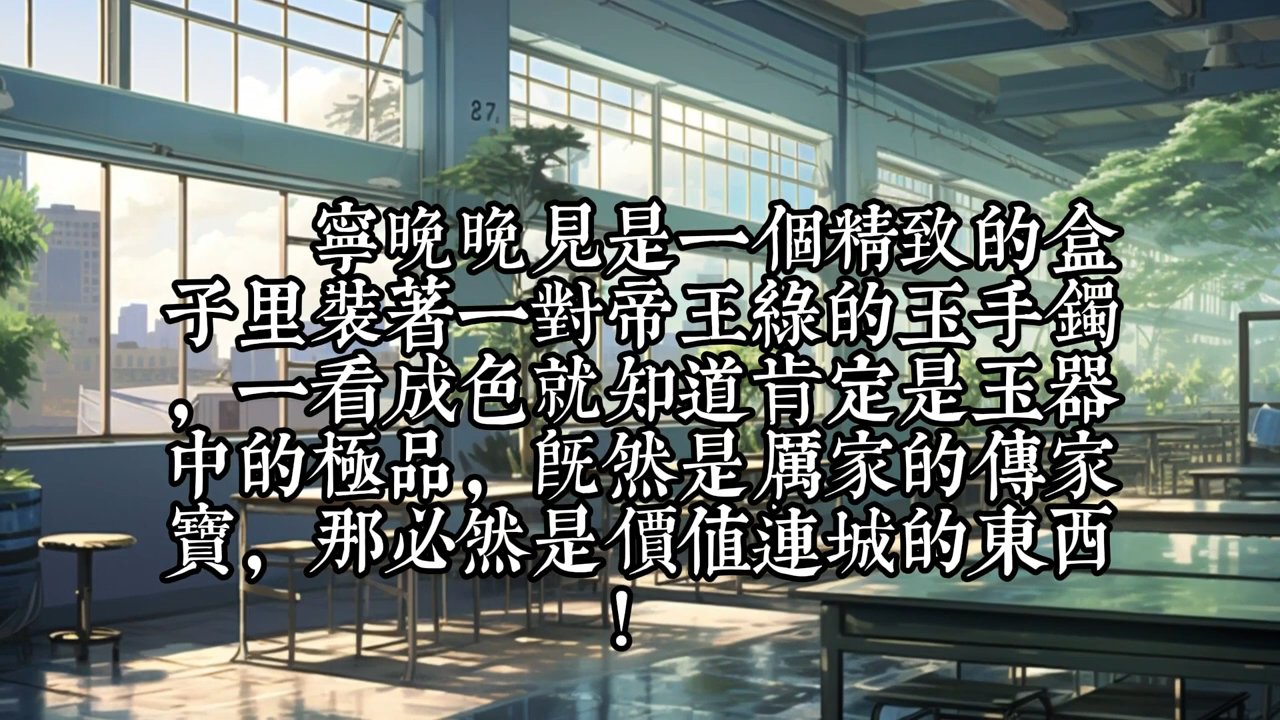 27
寧晚晚見是一個精致的盒
子里裝著一對帝王綠的玉手鐲
，一看成色就知道肯定是玉器
中的極品，既然是厲家的傳家
寶，那必然是價值連城的東西
！